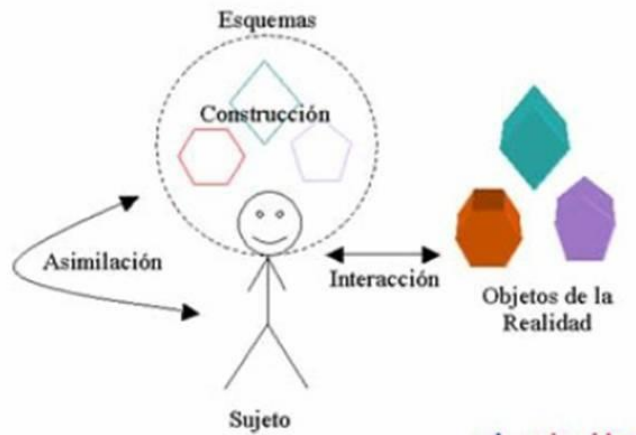 Esquemas
Construcción
Asimilación
Interacción
Objetos de la
Realidad
Sujeto